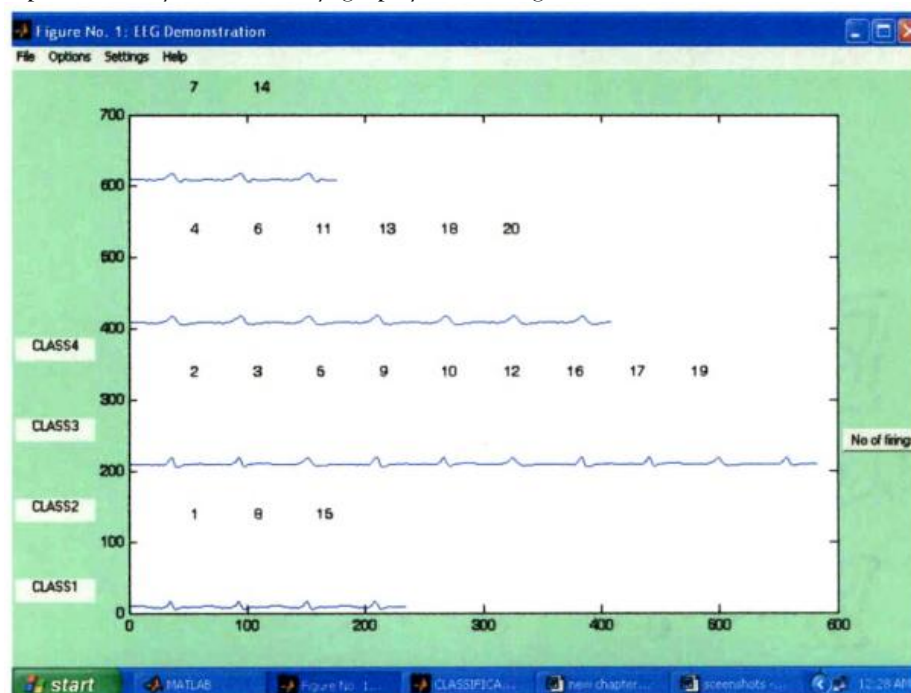 Figure No. 1: EEG Demonstration
File Options Settings Help
7 14
700
600
4 6 11 13 18 20
500
400
CLASS4
2 3 5 9 10 12 16 17 19
300
CLASS3
No of firing
200
CLASS2
1 8 15
100
CLASS1
0
0 100 200 300 400 500 600
start MATLAB Figure No. 1... CLASSIFICA... new chapter... sceenshots -... 12:28 AM